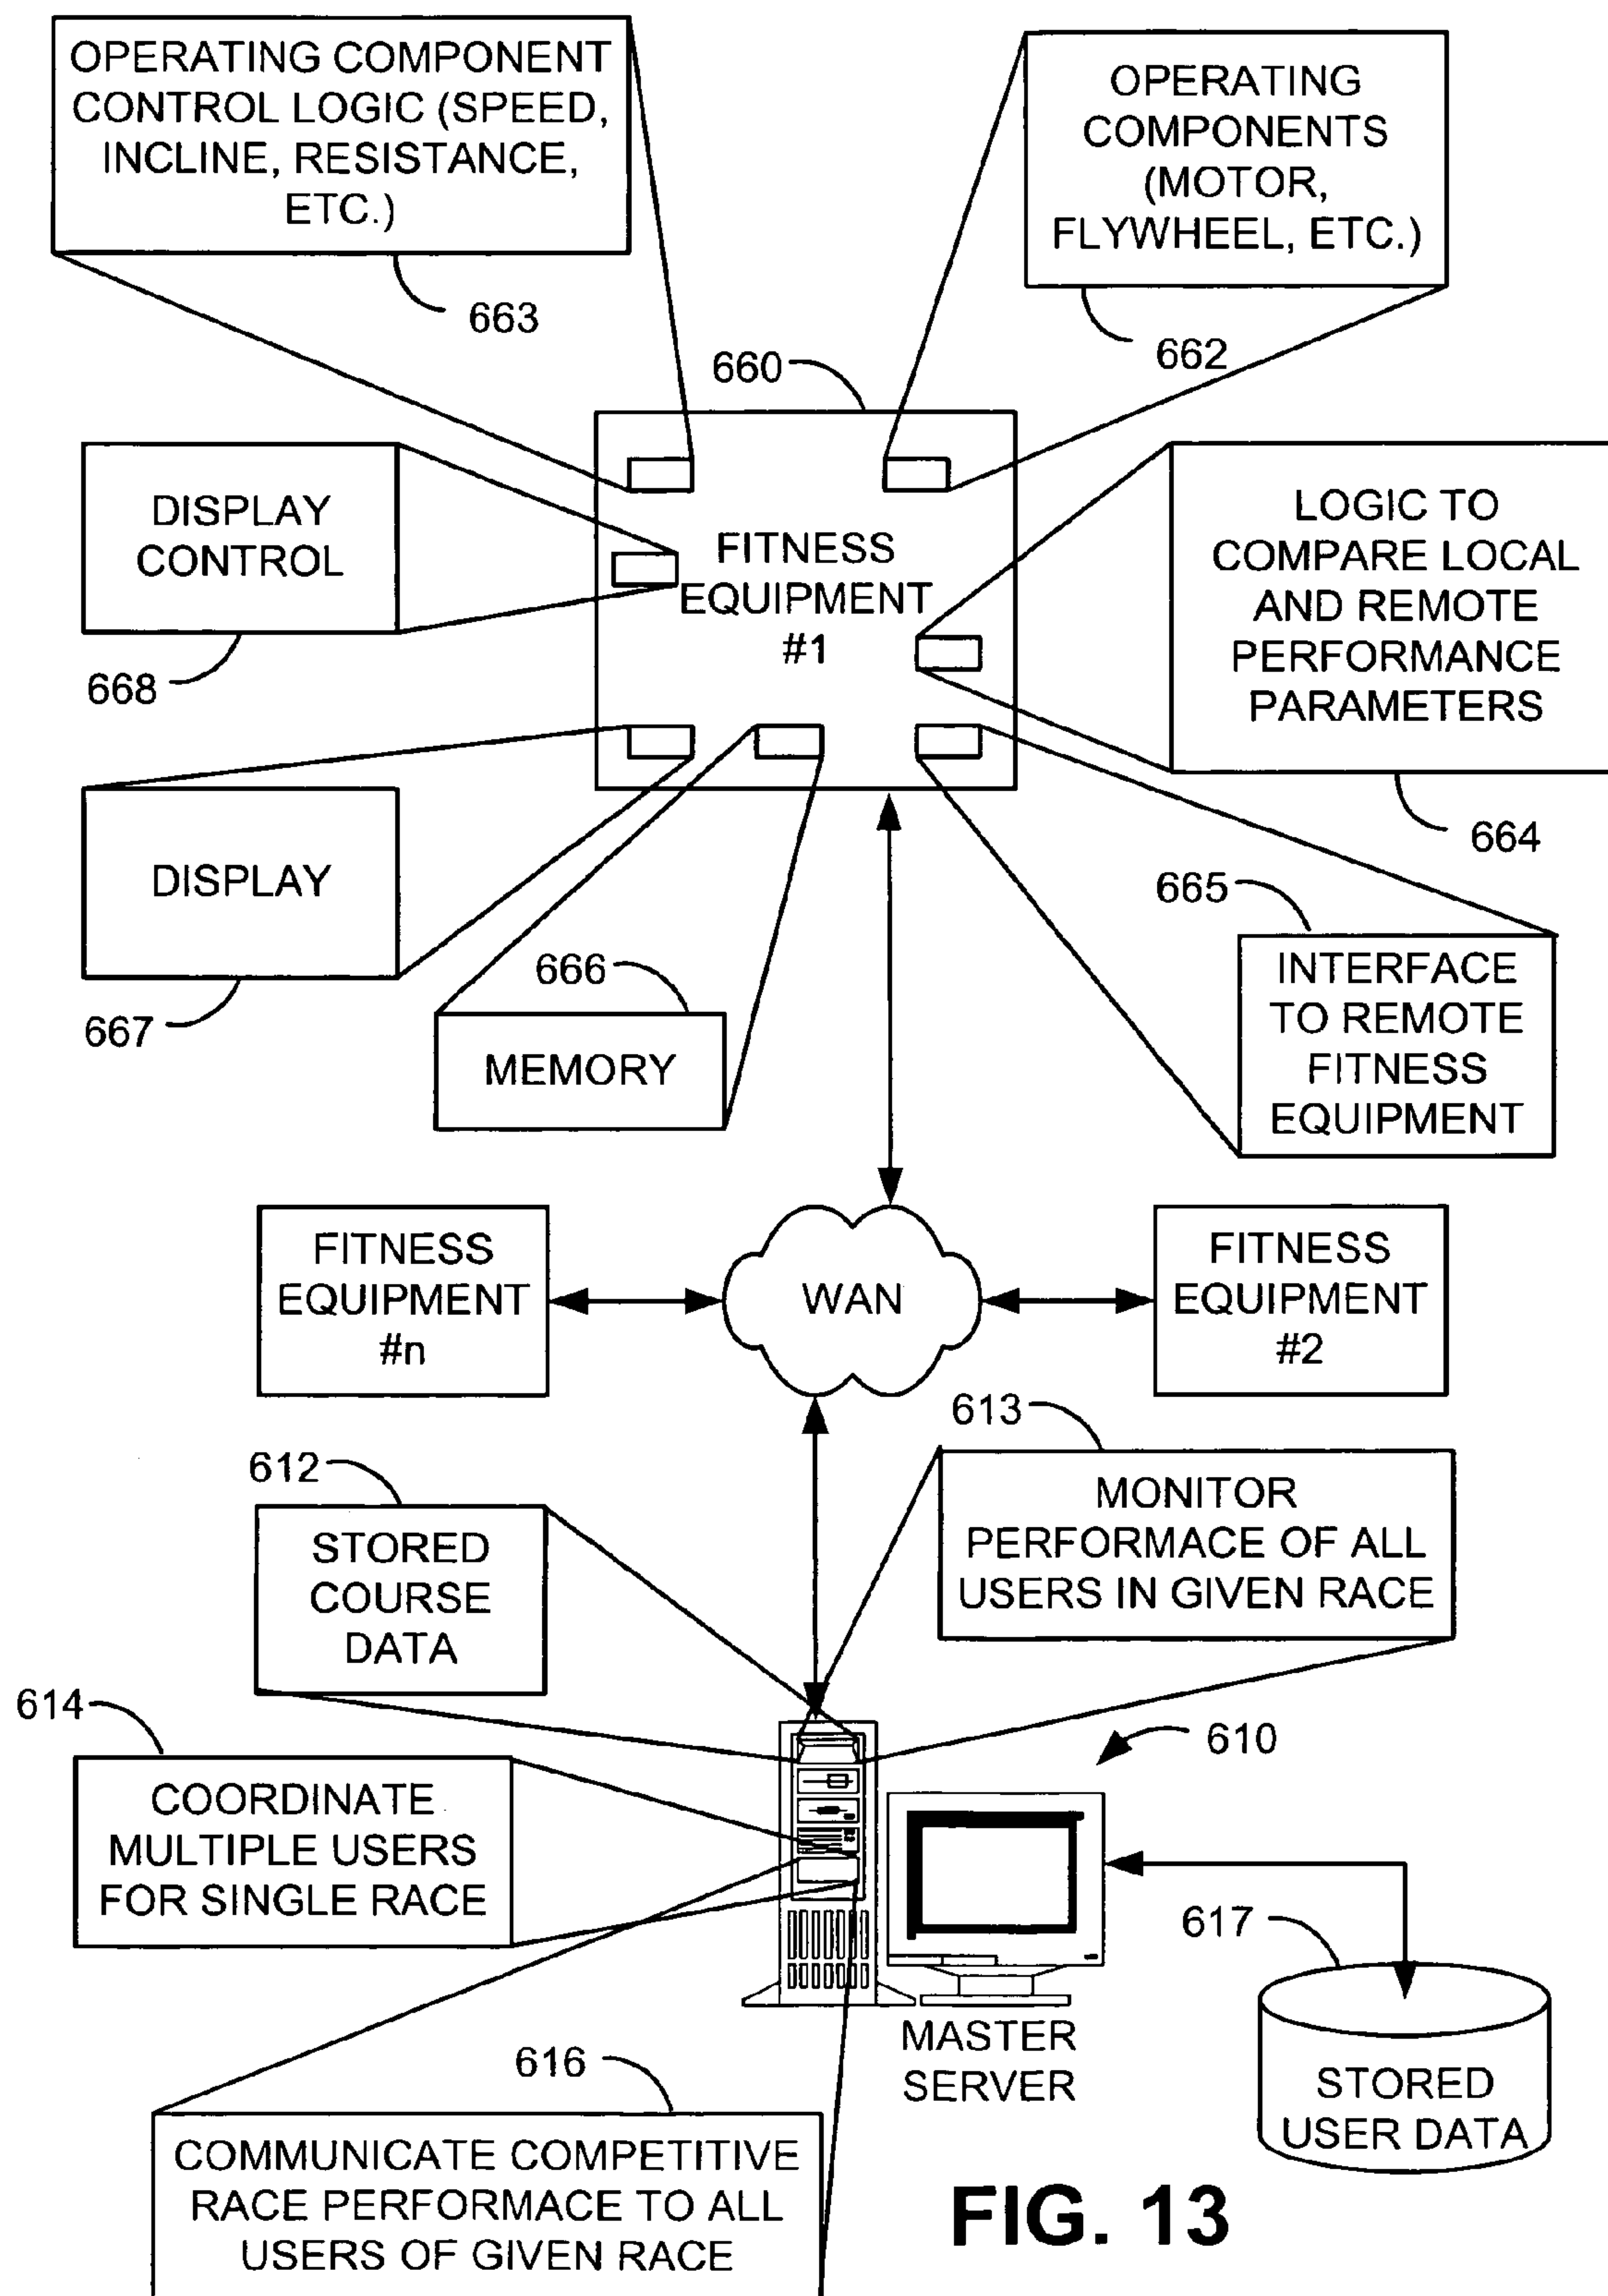 OPERATING COMPONENT
CONTROL LOGIC (SPEED,
INCLINE, RESISTANCE,
ETC.)
663
OPERATING
COMPONENTS
(MOTOR,
FLYWHEEL, ETC.)
662
660
DISPLAY
CONTROL
668
FITNESS
EQUIPMENT
#1
LOGIC TO
COMPARE LOCAL
AND REMOTE
PERFORMANCE
PARAMETERS
664
DISPLAY
667
666
MEMORY
665
INTERFACE
TO REMOTE
FITNESS
EQUIPMENT
FITNESS
EQUIPMENT
#n
WAN
FITNESS
EQUIPMENT
#2
612
STORED
COURSE
DATA
613
MONITOR
PERFORMACE OF ALL
USERS IN GIVEN RACE
614
COORDINATE
MULTIPLE USERS
FOR SINGLE RACE
610
MASTER
SERVER
617
STORED
USER DATA
616
COMMUNICATE COMPETITIVE
RACE PERFORMACE TO ALL
USERS OF GIVEN RACE
FIG. 13